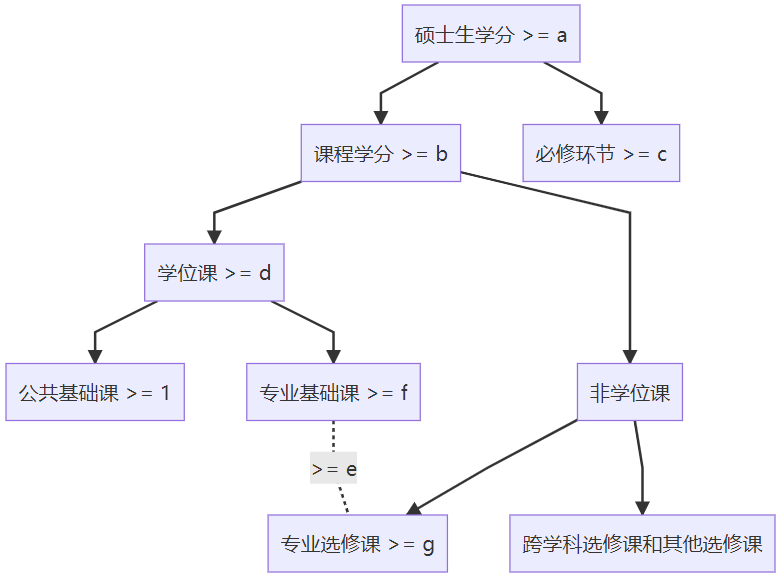 硕士生学分 >= a
课程学分 >= b
必修环节 >= c
学位课 >= d
公共基础课 >= 1
专业基础课 >= f
非学位课
>= e
专业选修课 >= g
跨学科选修课和其他选修课